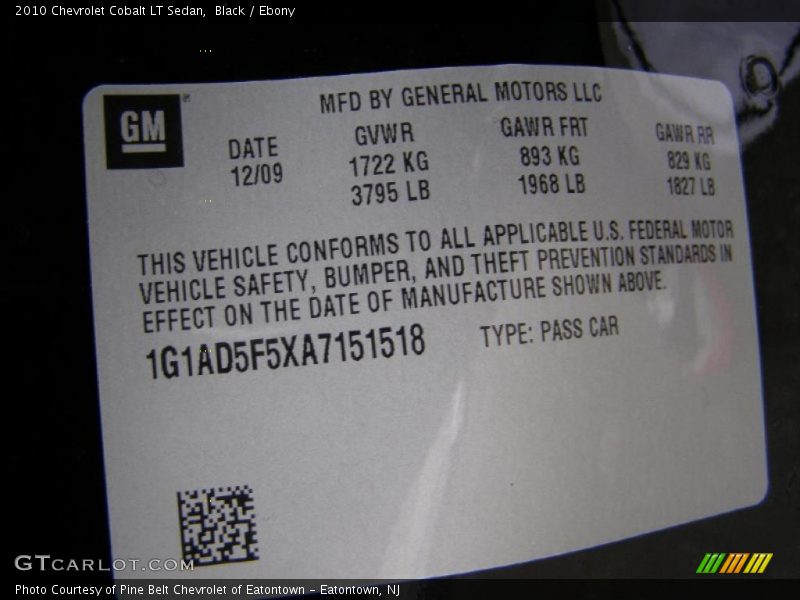 2010 Chevrolet Cobalt LT Sedan, Black / Ebony
GM
MFD BY GENERAL MOTORS LLC
DATE GVWR GAWR FRT GAWR RR
12/09 1722 KG 893 KG 829 KG
3795 LB 1968 LB 1827 LB
THIS VEHICLE CONFORMS TO ALL APPLICABLE U.S. FEDERAL MOTOR
VEHICLE SAFETY, BUMPER, AND THEFT PREVENTION STANDARDS IN
EFFECT ON THE DATE OF MANUFACTURE SHOWN ABOVE.
1G1AD5F5XA7151518 TYPE: PASS CAR
GTCARLOT.COM
Photo Courtesy of Pine Belt Chevrolet of Eatontown - Eatontown, NJ